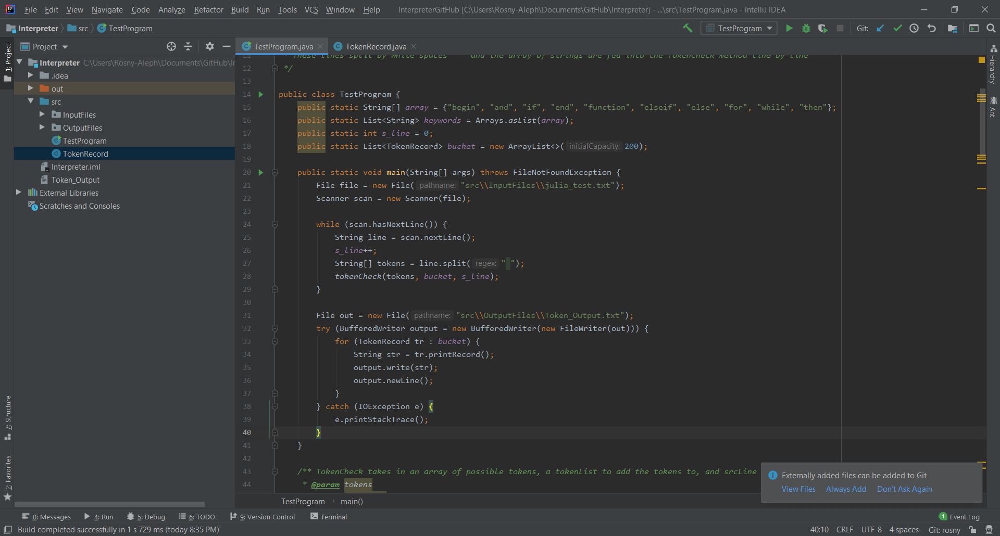 File Edit View Navigate Code Analyze Refactor Build Run Tools VCS Window Help InterpreterGitHub [C:\Users\Rosny-Aleph\Documents\GitHub\Interpreter] - ...\src\TestProgram.java - IntelliJ IDEA
Interpreter src TestProgram TestProgram Git:
1: Project
Project
TestProgram.java TokenRecord.java
Interpreter C:\Users\Rosny-Aleph\Documents\GitHub\I
.idea
out
src
InputFiles
OutputFiles
TestProgram
TokenRecord
Interpreter.iml
Token_Output
External Libraries
Scratches and Consoles
7: Structure
2: Favorites
11 * These lines split by white spaces " " and the array of strings are fed into the TokenCheck method line by line
12 */
13
14 public class TestProgram {
15 public static String[] array = {"begin", "and", "if", "end", "function", "elseif", "else", "for", "while", "then"};
16 public static List<String> keywords = Arrays.asList(array);
17 public static int s_line = 0;
18 public static List<TokenRecord> bucket = new ArrayList<>( initialCapacity: 200);
19
20 public static void main(String[] args) throws FileNotFoundException {
21 File file = new File( pathname: "src\\InputFiles\\julia_test.txt");
22 Scanner scan = new Scanner(file);
23
24 while (scan.hasNextLine()) {
25 String line = scan.nextLine();
26 s_line++;
27 String[] tokens = line.split( regex: " ");
28 tokenCheck(tokens, bucket, s_line);
29 }
30
31 File out = new File( pathname: "src\\OutputFiles\\Token_Output.txt");
32 try (BufferedWriter output = new BufferedWriter(new FileWriter(out))) {
33 for (TokenRecord tr : bucket) {
34 String str = tr.printRecord();
35 output.write(str);
36 output.newLine();
37 }
38 } catch (IOException e) {
39 e.printStackTrace();
40 }
41 }
42
43 /** TokenCheck takes in an array of possible tokens, a tokenList to add the tokens to, and srcLine
44 * @param tokens
Hierarchy
Ant
Externally added files can be added to Git
View Files Always Add Don't Ask Again
TestProgram main()
0: Messages 4: Run 5: Debug 6: TODO 9: Version Control Terminal 1 Event Log
Build completed successfully in 1 s 729 ms (today 8:35 PM) 40:10 CRLF UTF-8 4 spaces Git: rosny